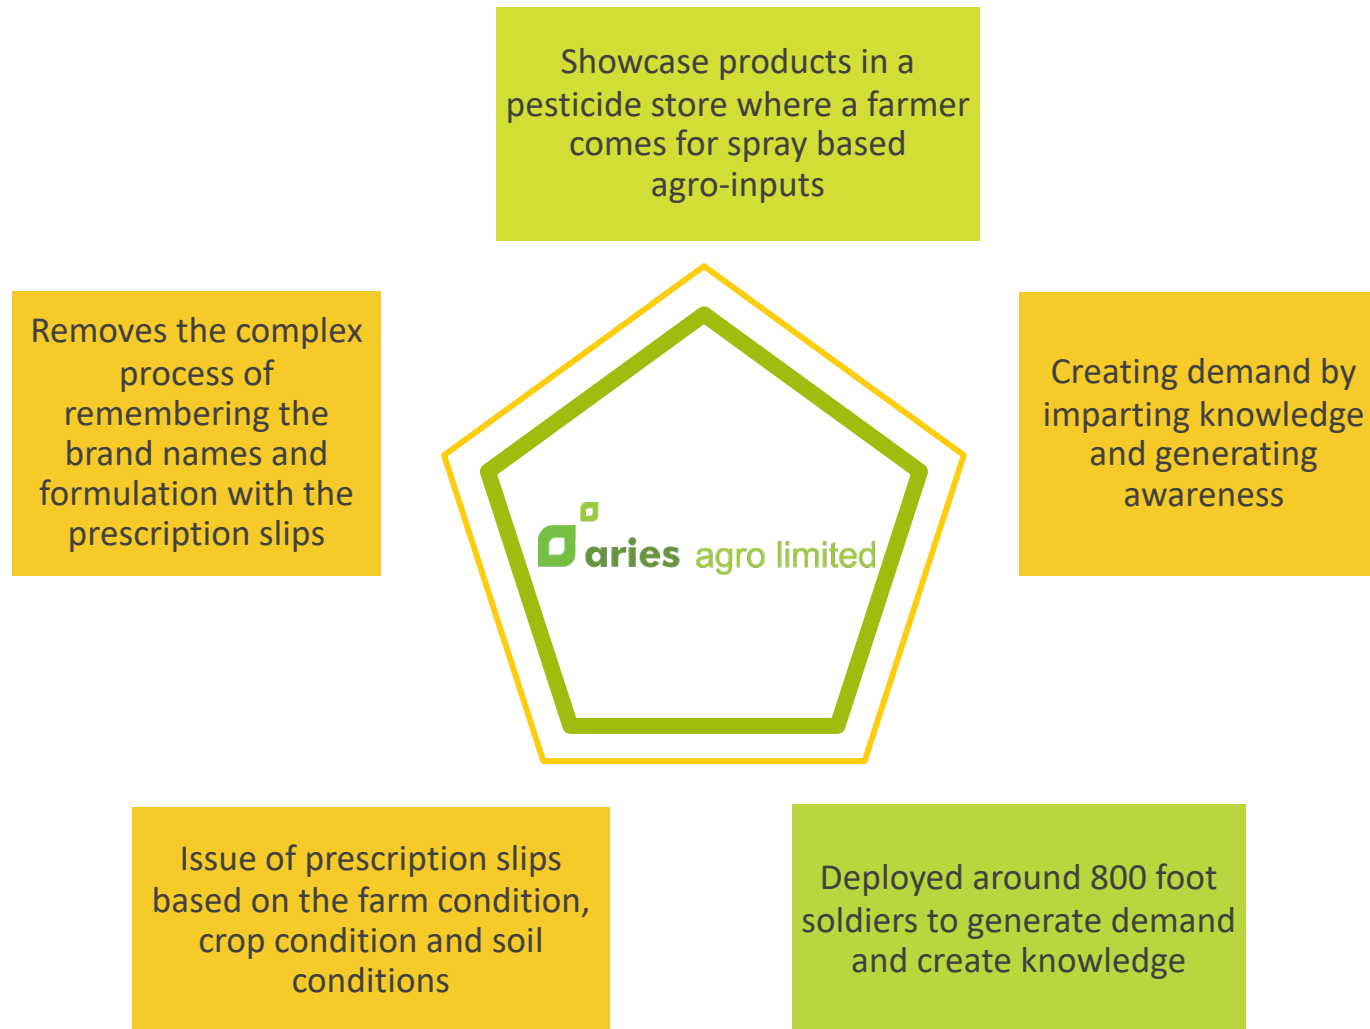 Showcase products in a
pesticide store where a farmer
comes for spray based
agro-inputs
Removes the complex
process of
remembering the
brand names and
formulation with the
prescription slips
Creating demand by
imparting knowledge
and generating
awareness
aries agro limited
Issue of prescription slips
based on the farm condition,
crop condition and soil
conditions
Deployed around 800 foot
soldiers to generate demand
and create knowledge